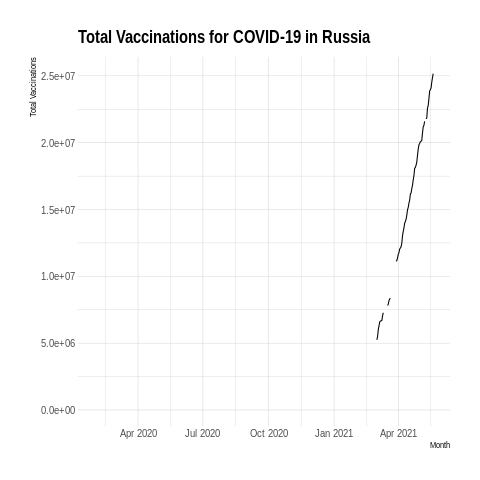 Total Vaccinations for COVID-19 in Russia
Total Vaccinations
2.5e+07
2.0e+07
1.5e+07
1.0e+07
5.0e+06
0.0e+00
Apr 2020 Jul 2020 Oct 2020 Jan 2021 Apr 2021
Month